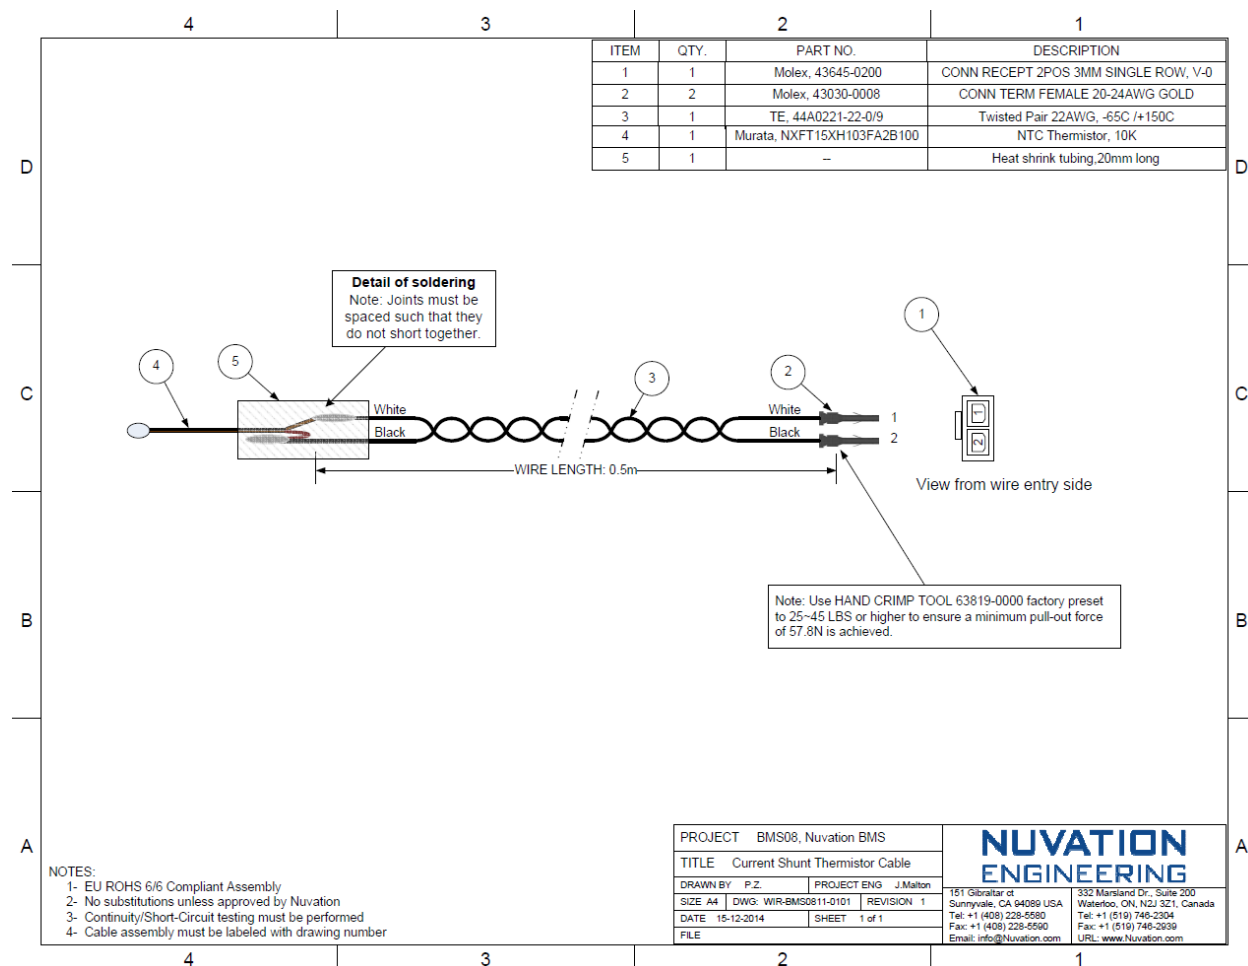 4 3 2 1
ITEM QTY. PART NO. DESCRIPTION
1 1 Molex, 43645-0200 CONN RECEPT 2POS 3MM SINGLE ROW, V-0
2 2 Molex, 43030-0008 CONN TERM FEMALE 20-24AWG GOLD
3 1 TE, 44A0221-22-0/9 Twisted Pair 22AWG, -65C /+150C
4 1 Murata, NXFT15XH103FA2B100 NTC Thermistor, 10K
5 1 -- Heat shrink tubing,20mm long
D D
Detail of soldering
Note: Joints must be
spaced such that they
do not short together.
1
4 5 3 2
C C
White White 1
Black Black 2
1
2
WIRE LENGTH: 0.5m
View from wire entry side
Note: Use HAND CRIMP TOOL 63819-0000 factory preset
to 25~45 LBS or higher to ensure a minimum pull-out force
of 57.8N is achieved.
B B
A A
NOTES:
1- EU ROHS 6/6 Compliant Assembly
2- No substitutions unless approved by Nuvation
3- Continuity/Short-Circuit testing must be performed
4- Cable assembly must be labeled with drawing number
PROJECT BMS08, Nuvation BMS
TITLE Current Shunt Thermistor Cable
DRAWN BY P.Z. PROJECT ENG J.Malton
SIZE A4 DWG: WIR-BMS0811-0101 REVISION 1
DATE 15-12-2014 SHEET 1 of 1
FILE
NUVATION
ENGINEERING
151 Gibraltar ct
Sunnyvale, CA 94089 USA
Tel: +1 (408) 228-5580
Fax: +1 (408) 228-5590
Email: info@Nuvation.com
332 Marsland Dr., Suite 200
Waterloo, ON, N2J 3Z1, Canada
Tel: +1 (519) 746-2304
Fax: +1 (519) 746-2939
URL: www.Nuvation.com
4 3 2 1